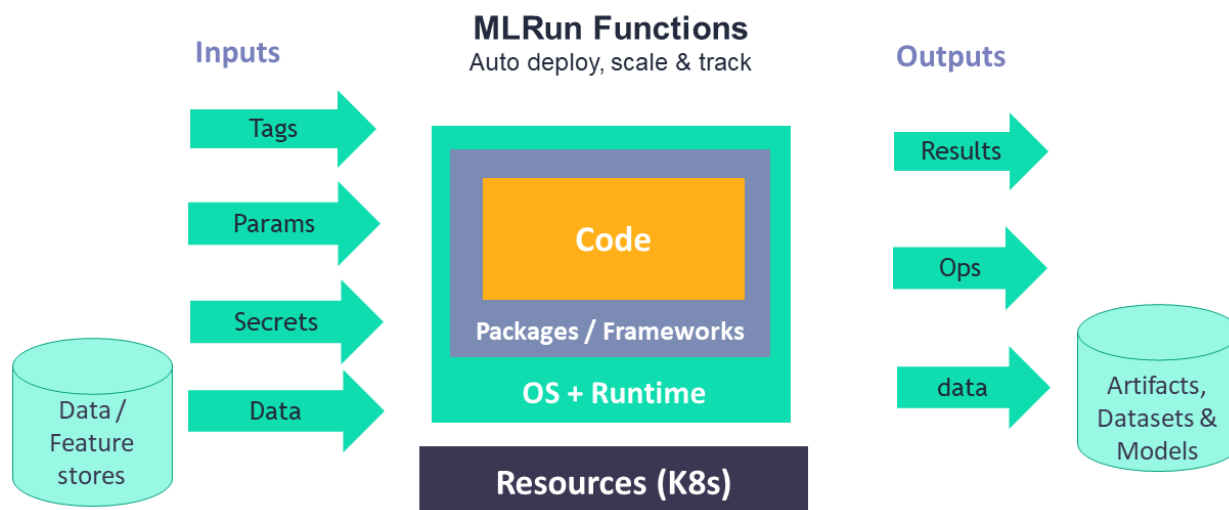 MLRun Functions
Auto deploy, scale & track
Inputs
Tags
Params
Secrets
Data
Data /
Feature
stores
Code
Packages / Frameworks
OS + Runtime
Resources (K8s)
Outputs
Results
Ops
data
Artifacts,
Datasets &
Models